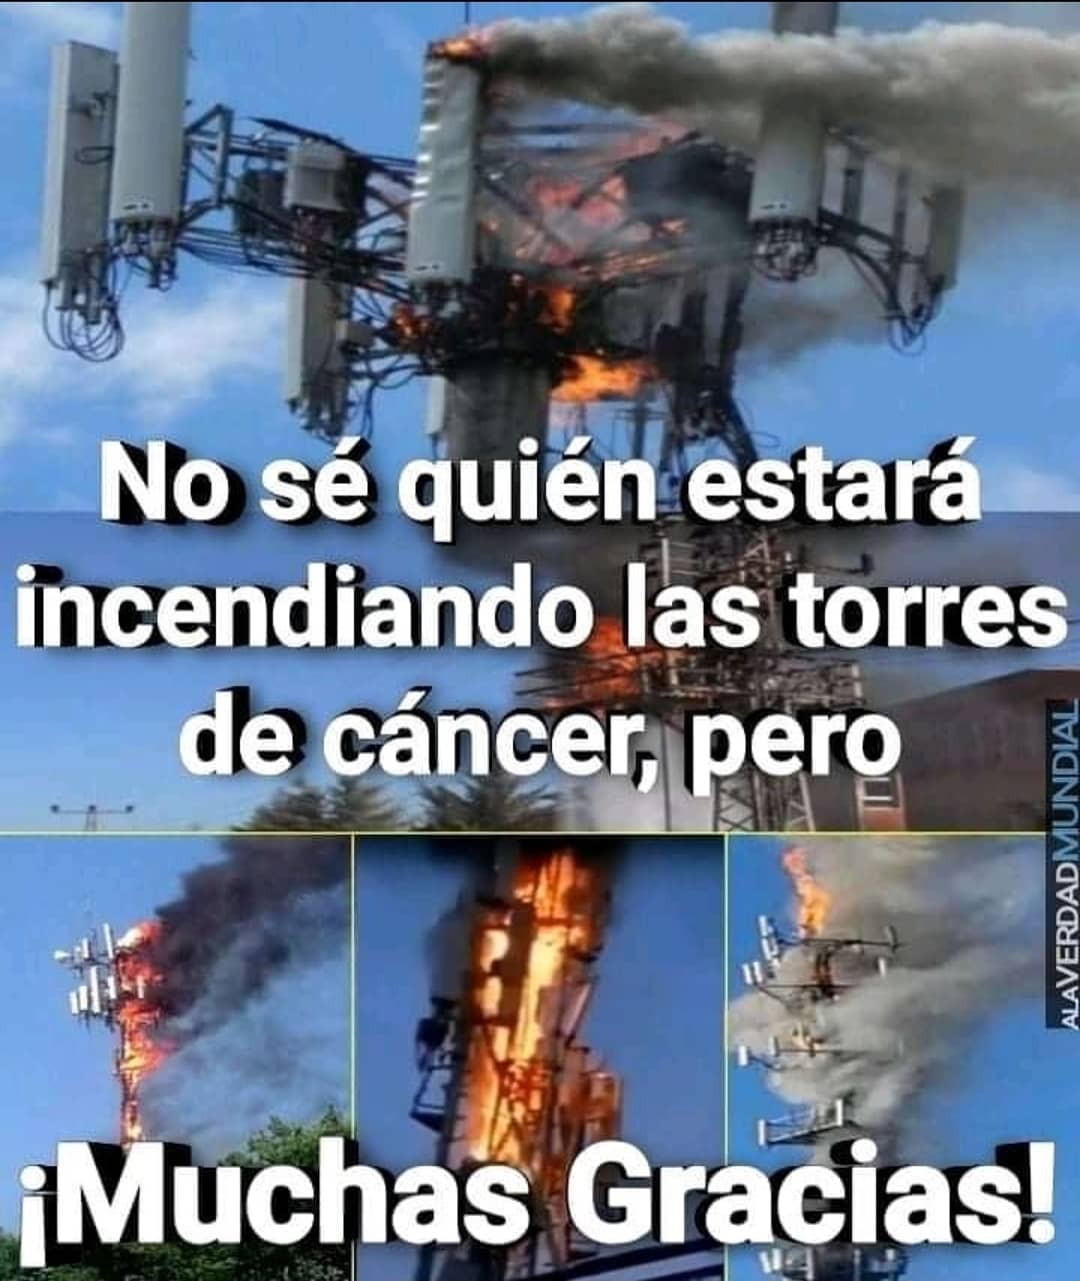 No sé quién estará
incendiando las torres
de cáncer, pero
ALAVERDADMUNDIAL
¡Muchas Gracias!